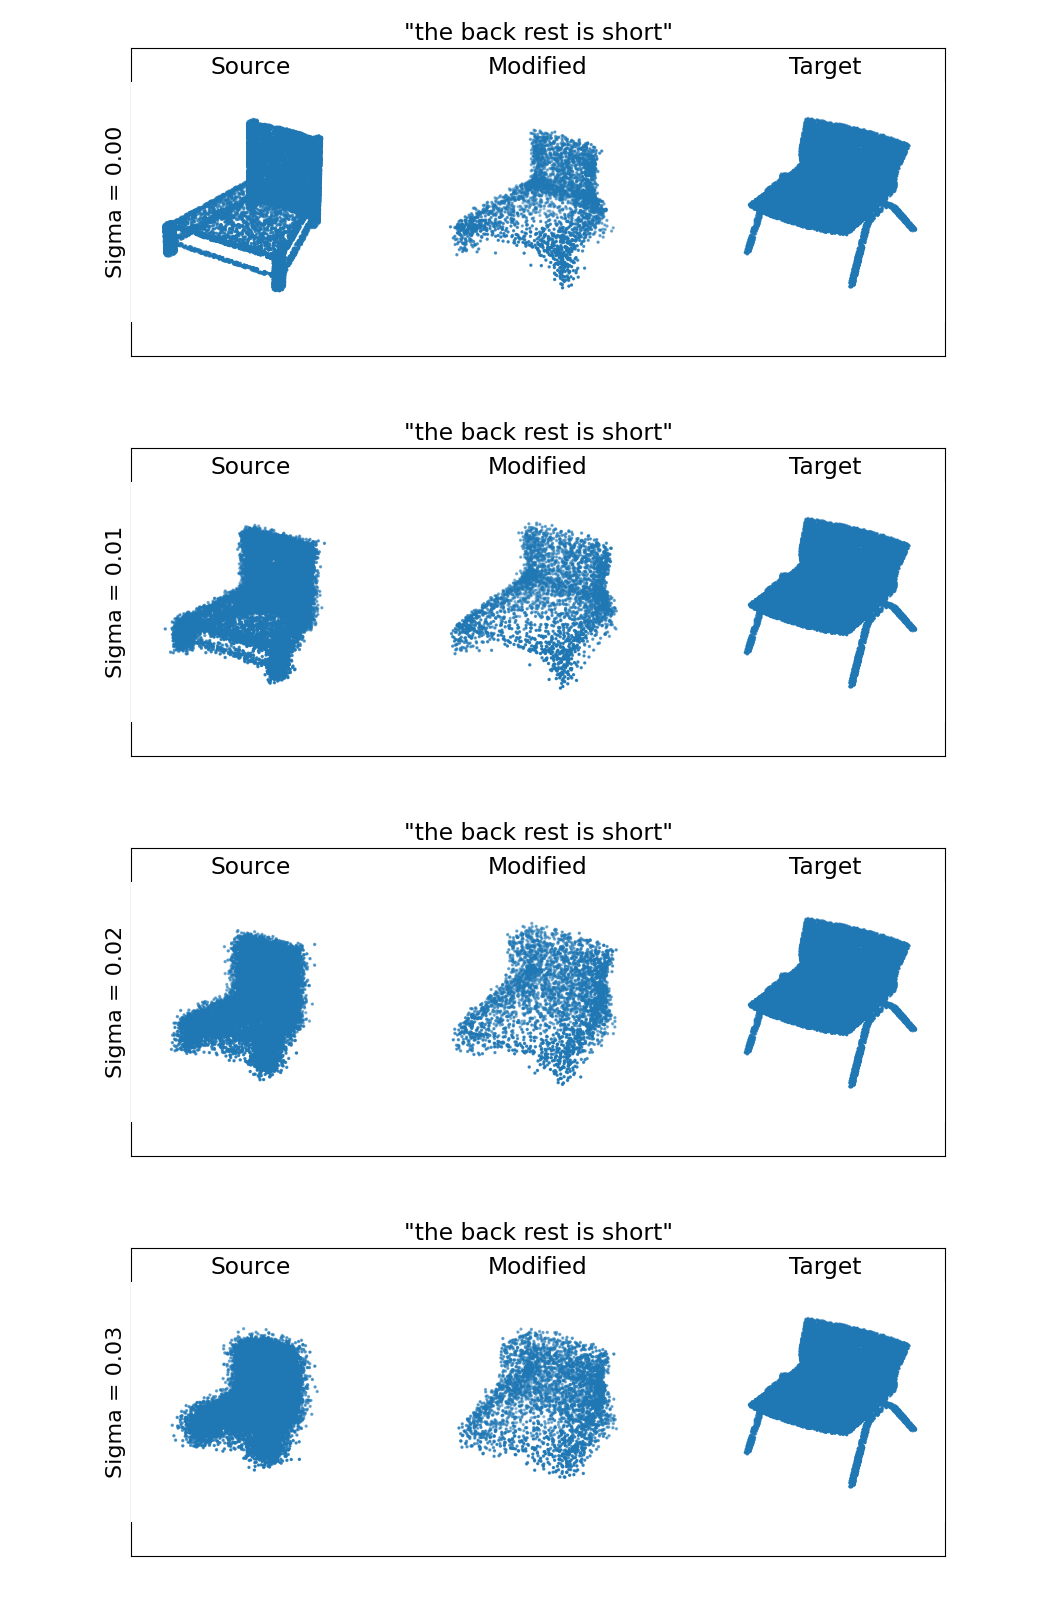 "the back rest is short"
Source Modified Target
Sigma = 0.00
"the back rest is short"
Source Modified Target
Sigma = 0.01
"the back rest is short"
Source Modified Target
Sigma = 0.02
"the back rest is short"
Source Modified Target
Sigma = 0.03